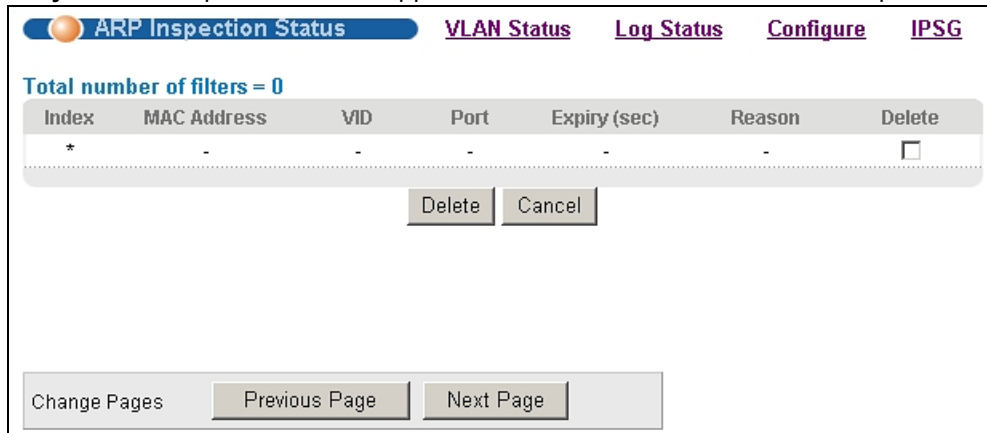 ARP Inspection Status VLAN Status Log Status Configure IPSG
Total number of filters = 0
Index MAC Address VID Port Expiry (sec) Reason Delete
* - - - - -
Delete Cancel
Change Pages Previous Page Next Page